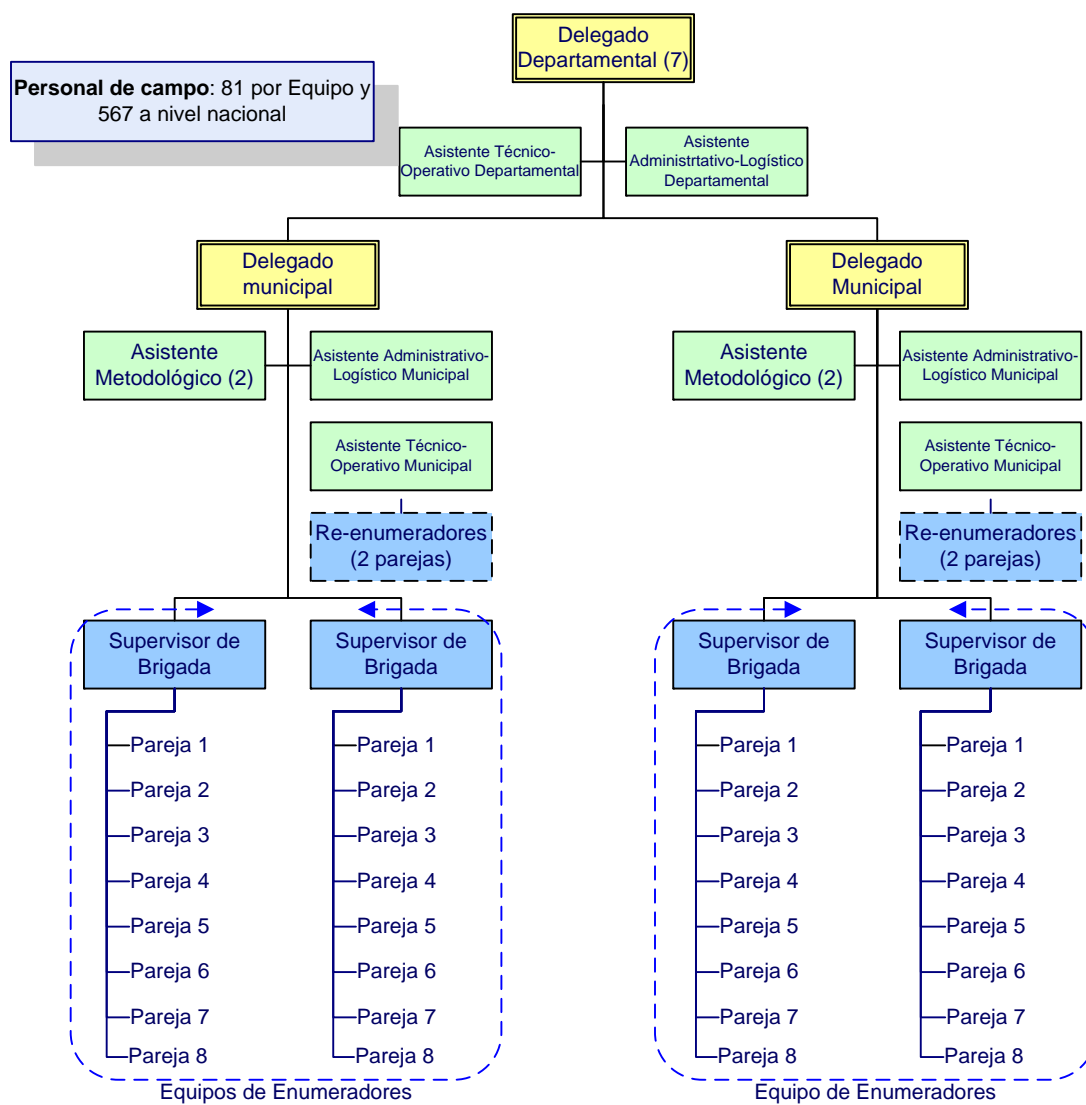 Delegado
Departamental (7)
Personal de campo: 81 por Equipo y
567 a nivel nacional
Asistente Técnico-
Operativo Departamental
Asistente
Administrtativo-Logístico
Departamental
Delegado
municipal
Delegado
Municipal
Asistente
Metodológico (2)
Asistente Administrativo-
Logístico Municipal
Asistente
Metodológico (2)
Asistente Administrativo-
Logístico Municipal
Asistente Técnico-
Operativo Municipal
Asistente Técnico-
Operativo Municipal
Re-enumeradores
(2 parejas)
Re-enumeradores
(2 parejas)
Supervisor de
Brigada
Supervisor de
Brigada
Supervisor de
Brigada
Supervisor de
Brigada
Pareja 1
Pareja 2
Pareja 3
Pareja 4
Pareja 5
Pareja 6
Pareja 7
Pareja 8
Pareja 1
Pareja 2
Pareja 3
Pareja 4
Pareja 5
Pareja 6
Pareja 7
Pareja 8
Pareja 1
Pareja 2
Pareja 3
Pareja 4
Pareja 5
Pareja 6
Pareja 7
Pareja 8
Pareja 1
Pareja 2
Pareja 3
Pareja 4
Pareja 5
Pareja 6
Pareja 7
Pareja 8
Equipos de Enumeradores
Equipo de Enumeradores